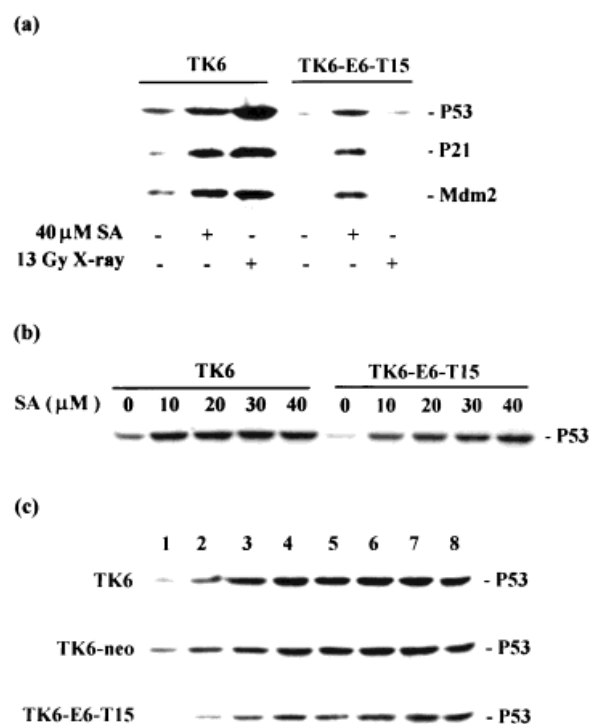 (a)
TK6 TK6-E6-T15
- P53
- P21
- Mdm2
40 μM SA - + - - + -
13 Gy X-ray - - + - - +
(b)
TK6 TK6-E6-T15
SA ( μM ) 0 10 20 30 40 0 10 20 30 40
- P53
(c)
1 2 3 4 5 6 7 8
TK6 - P53
TK6-neo - P53
TK6-E6-T15 - P53